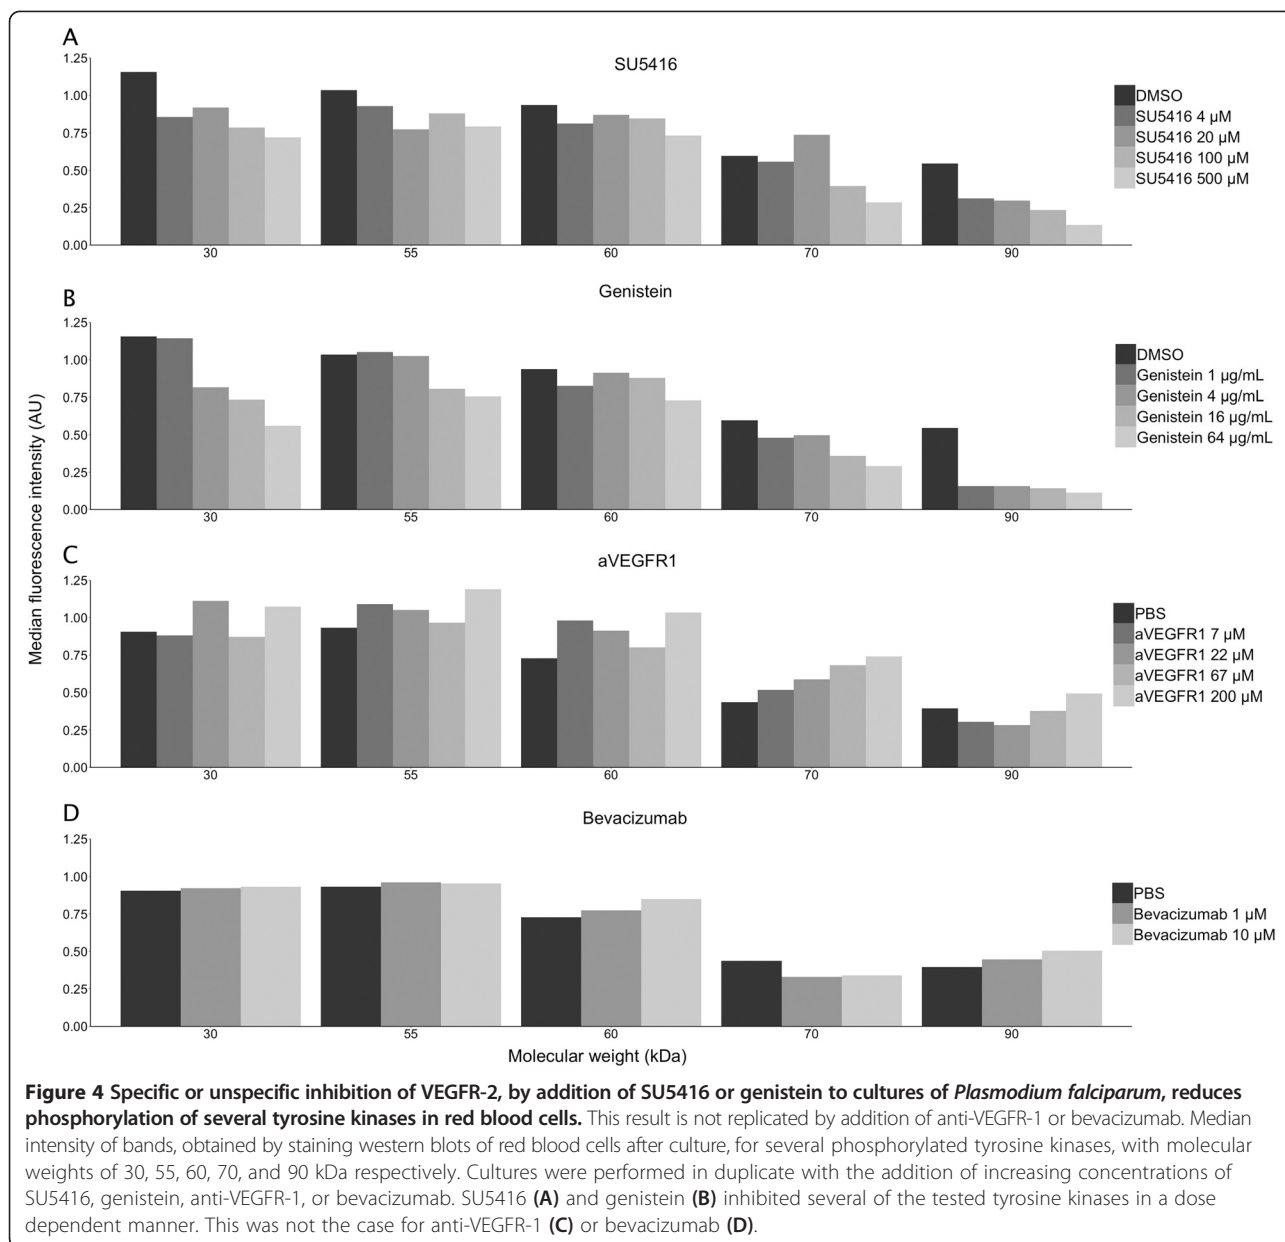 A
SU5416
1.25
1.00
0.75
0.50
0.25
0.00
30 55 60 70 90
DMSO
SU5416 4 µM
SU5416 20 µM
SU5416 100 µM
SU5416 500 µM
B
Genistein
1.25
1.00
0.75
0.50
0.25
0.00
30 55 60 70 90
DMSO
Genistein 1 µg/mL
Genistein 4 µg/mL
Genistein 16 µg/mL
Genistein 64 µg/mL
Median fluorescence intensity (AU)
C
aVEGFR1
1.25
1.00
0.75
0.50
0.25
0.00
30 55 60 70 90
PBS
aVEGFR1 7 µM
aVEGFR1 22 µM
aVEGFR1 67 µM
aVEGFR1 200 µM
D
Bevacizumab
1.25
1.00
0.75
0.50
0.25
0.00
30 55 60 70 90
PBS
Bevacizumab 1 µM
Bevacizumab 10 µM
Molecular weight (kDa)
Figure 4 Specific or unspecific inhibition of VEGFR-2, by addition of SU5416 or genistein to cultures of Plasmodium falciparum, reduces
phosphorylation of several tyrosine kinases in red blood cells. This result is not replicated by addition of anti-VEGFR-1 or bevacizumab. Median
intensity of bands, obtained by staining western blots of red blood cells after culture, for several phosphorylated tyrosine kinases, with molecular
weights of 30, 55, 60, 70, and 90 kDa respectively. Cultures were performed in duplicate with the addition of increasing concentrations of
SU5416, genistein, anti-VEGFR-1, or bevacizumab. SU5416 (A) and genistein (B) inhibited several of the tested tyrosine kinases in a dose
dependent manner. This was not the case for anti-VEGFR-1 (C) or bevacizumab (D).